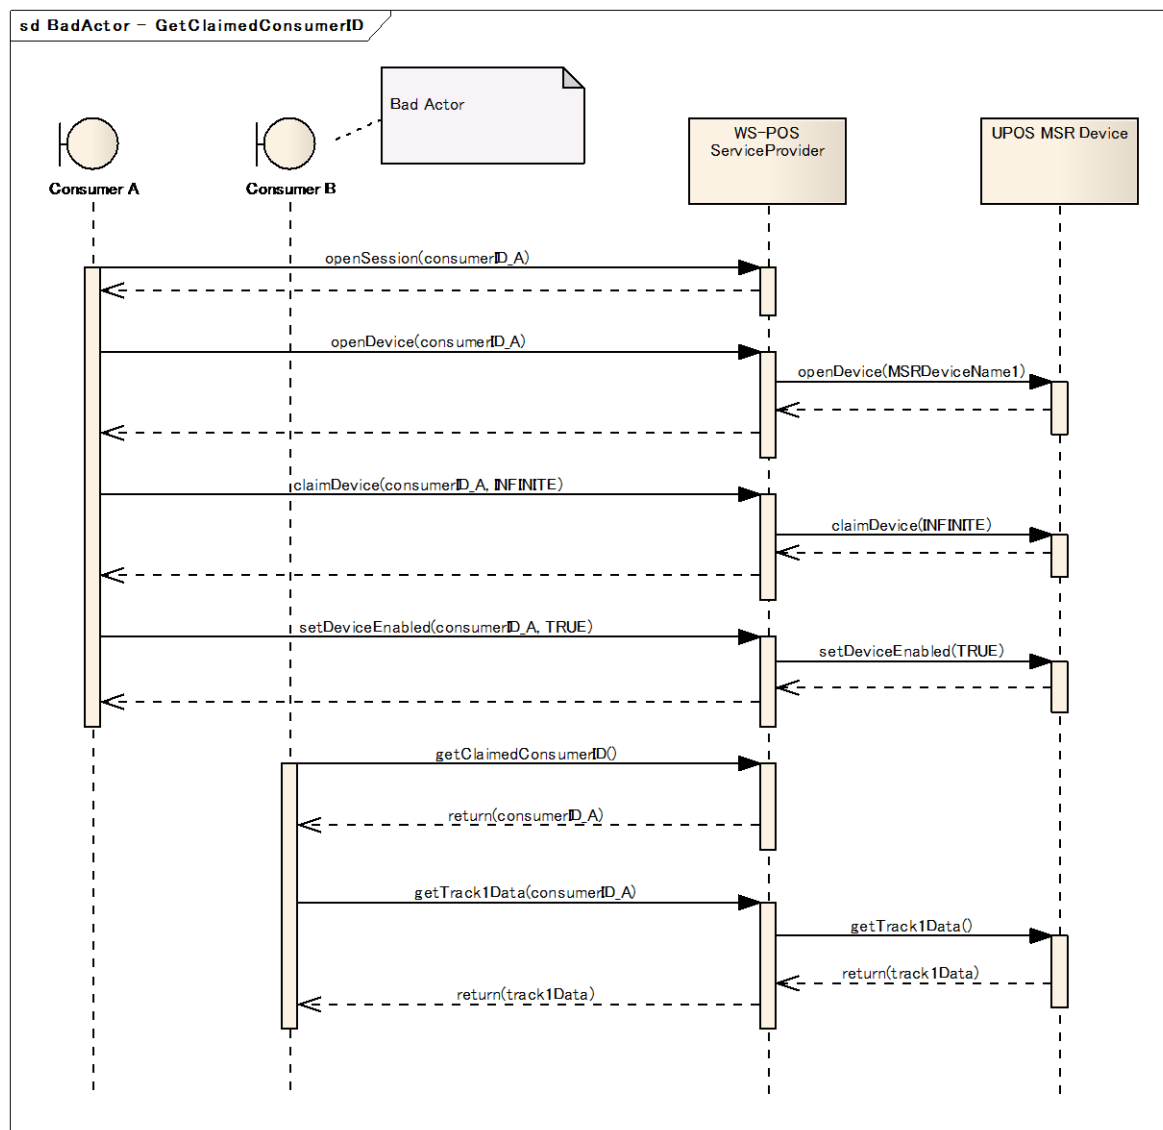 sd BadActor - GetClaimedConsumerID
Bad Actor
Consumer A
Consumer B
WS-POS
ServiceProvider
UPOS MSR Device
openSession(consumerID_A)
openDevice(consumerID_A)
openDevice(MSRDeviceName1)
claimDevice(consumerID_A, INFINITE)
claimDevice(INFINITE)
setDeviceEnabled(consumerID_A, TRUE)
setDeviceEnabled(TRUE)
getClaimedConsumerID()
return(consumerID_A)
getTrack1Data(consumerID_A)
getTrack1Data()
return(track1Data)
return(track1Data)